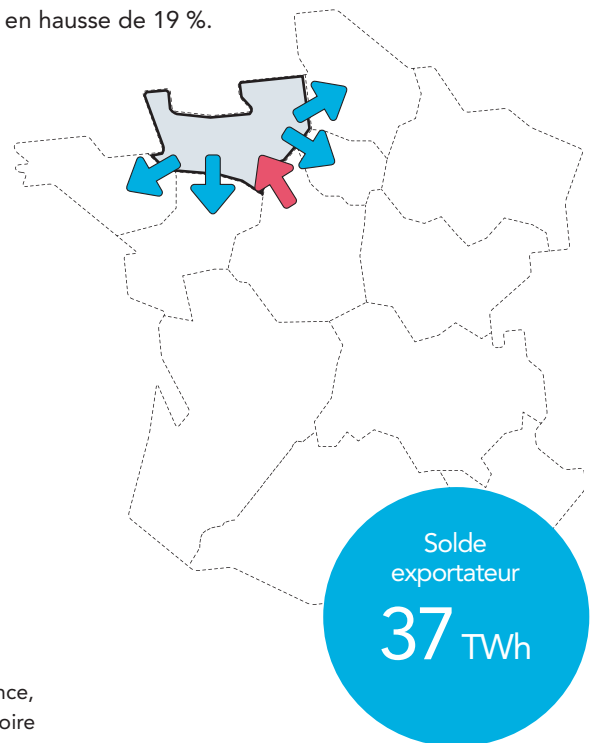 en hausse de 19 %.
Solde
exportateur
37 TWh
nce,
oire